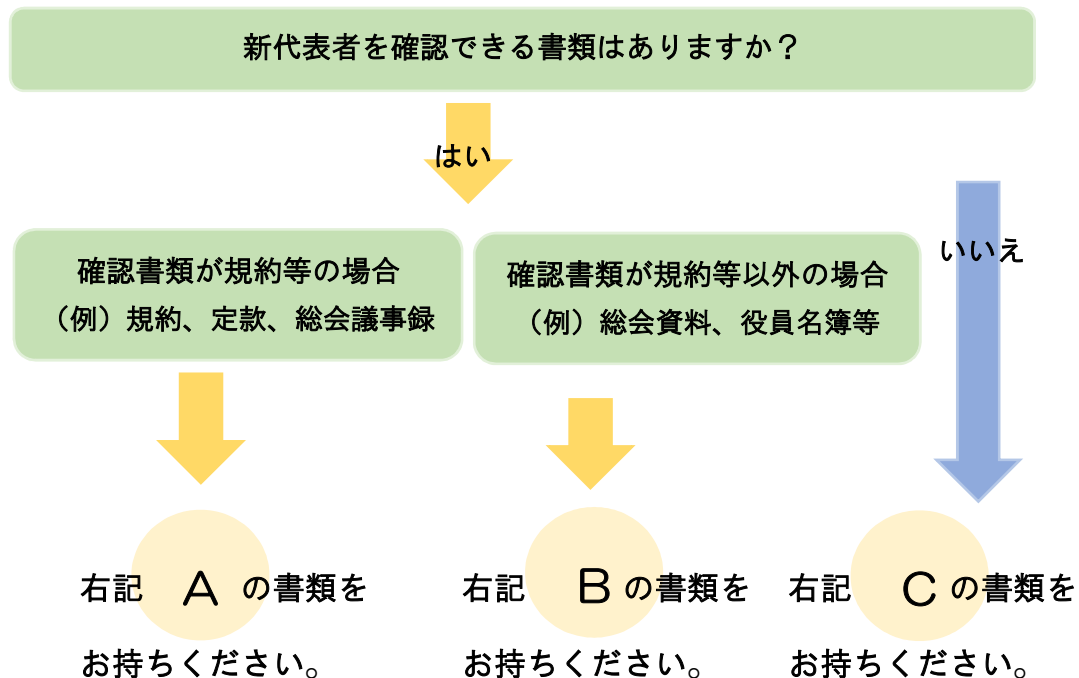 新代表者を確認できる書類はありますか？
はい
いいえ
確認書類が規約等の場合
（例）規約、定款、総会議事録
確認書類が規約等以外の場合
（例）総会資料、役員名簿等
右記 A の書類を
お持ちください。
右記 B の書類を
お持ちください。
右記 C の書類を
お持ちください。